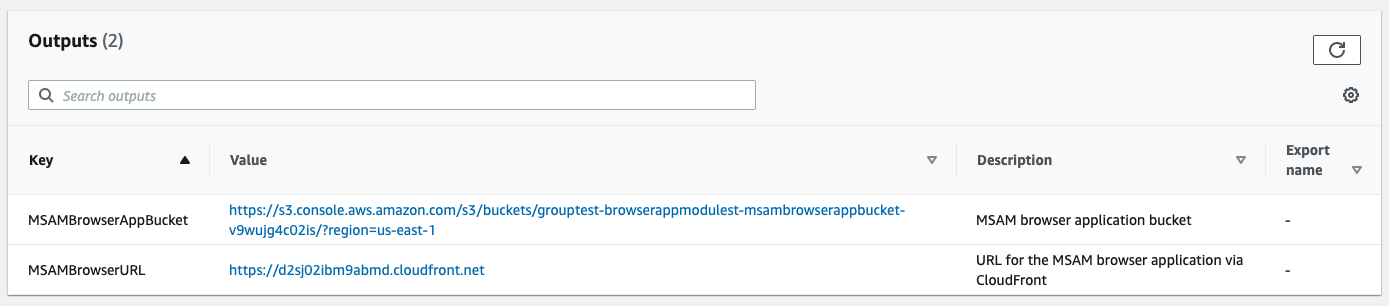 Outputs (2)
Search outputs
Key Value Description Export name
MSAMBrowserAppBucket https://s3.console.aws.amazon.com/s3/buckets/grouptest-browserappmodulest-msambrowserappbucket-
v9wujg4c02is/?region=us-east-1 MSAM browser application bucket -
MSAMBrowserURL https://d2sj02ibm9abmd.cloudfront.net URL for the MSAM browser application via
CloudFront -